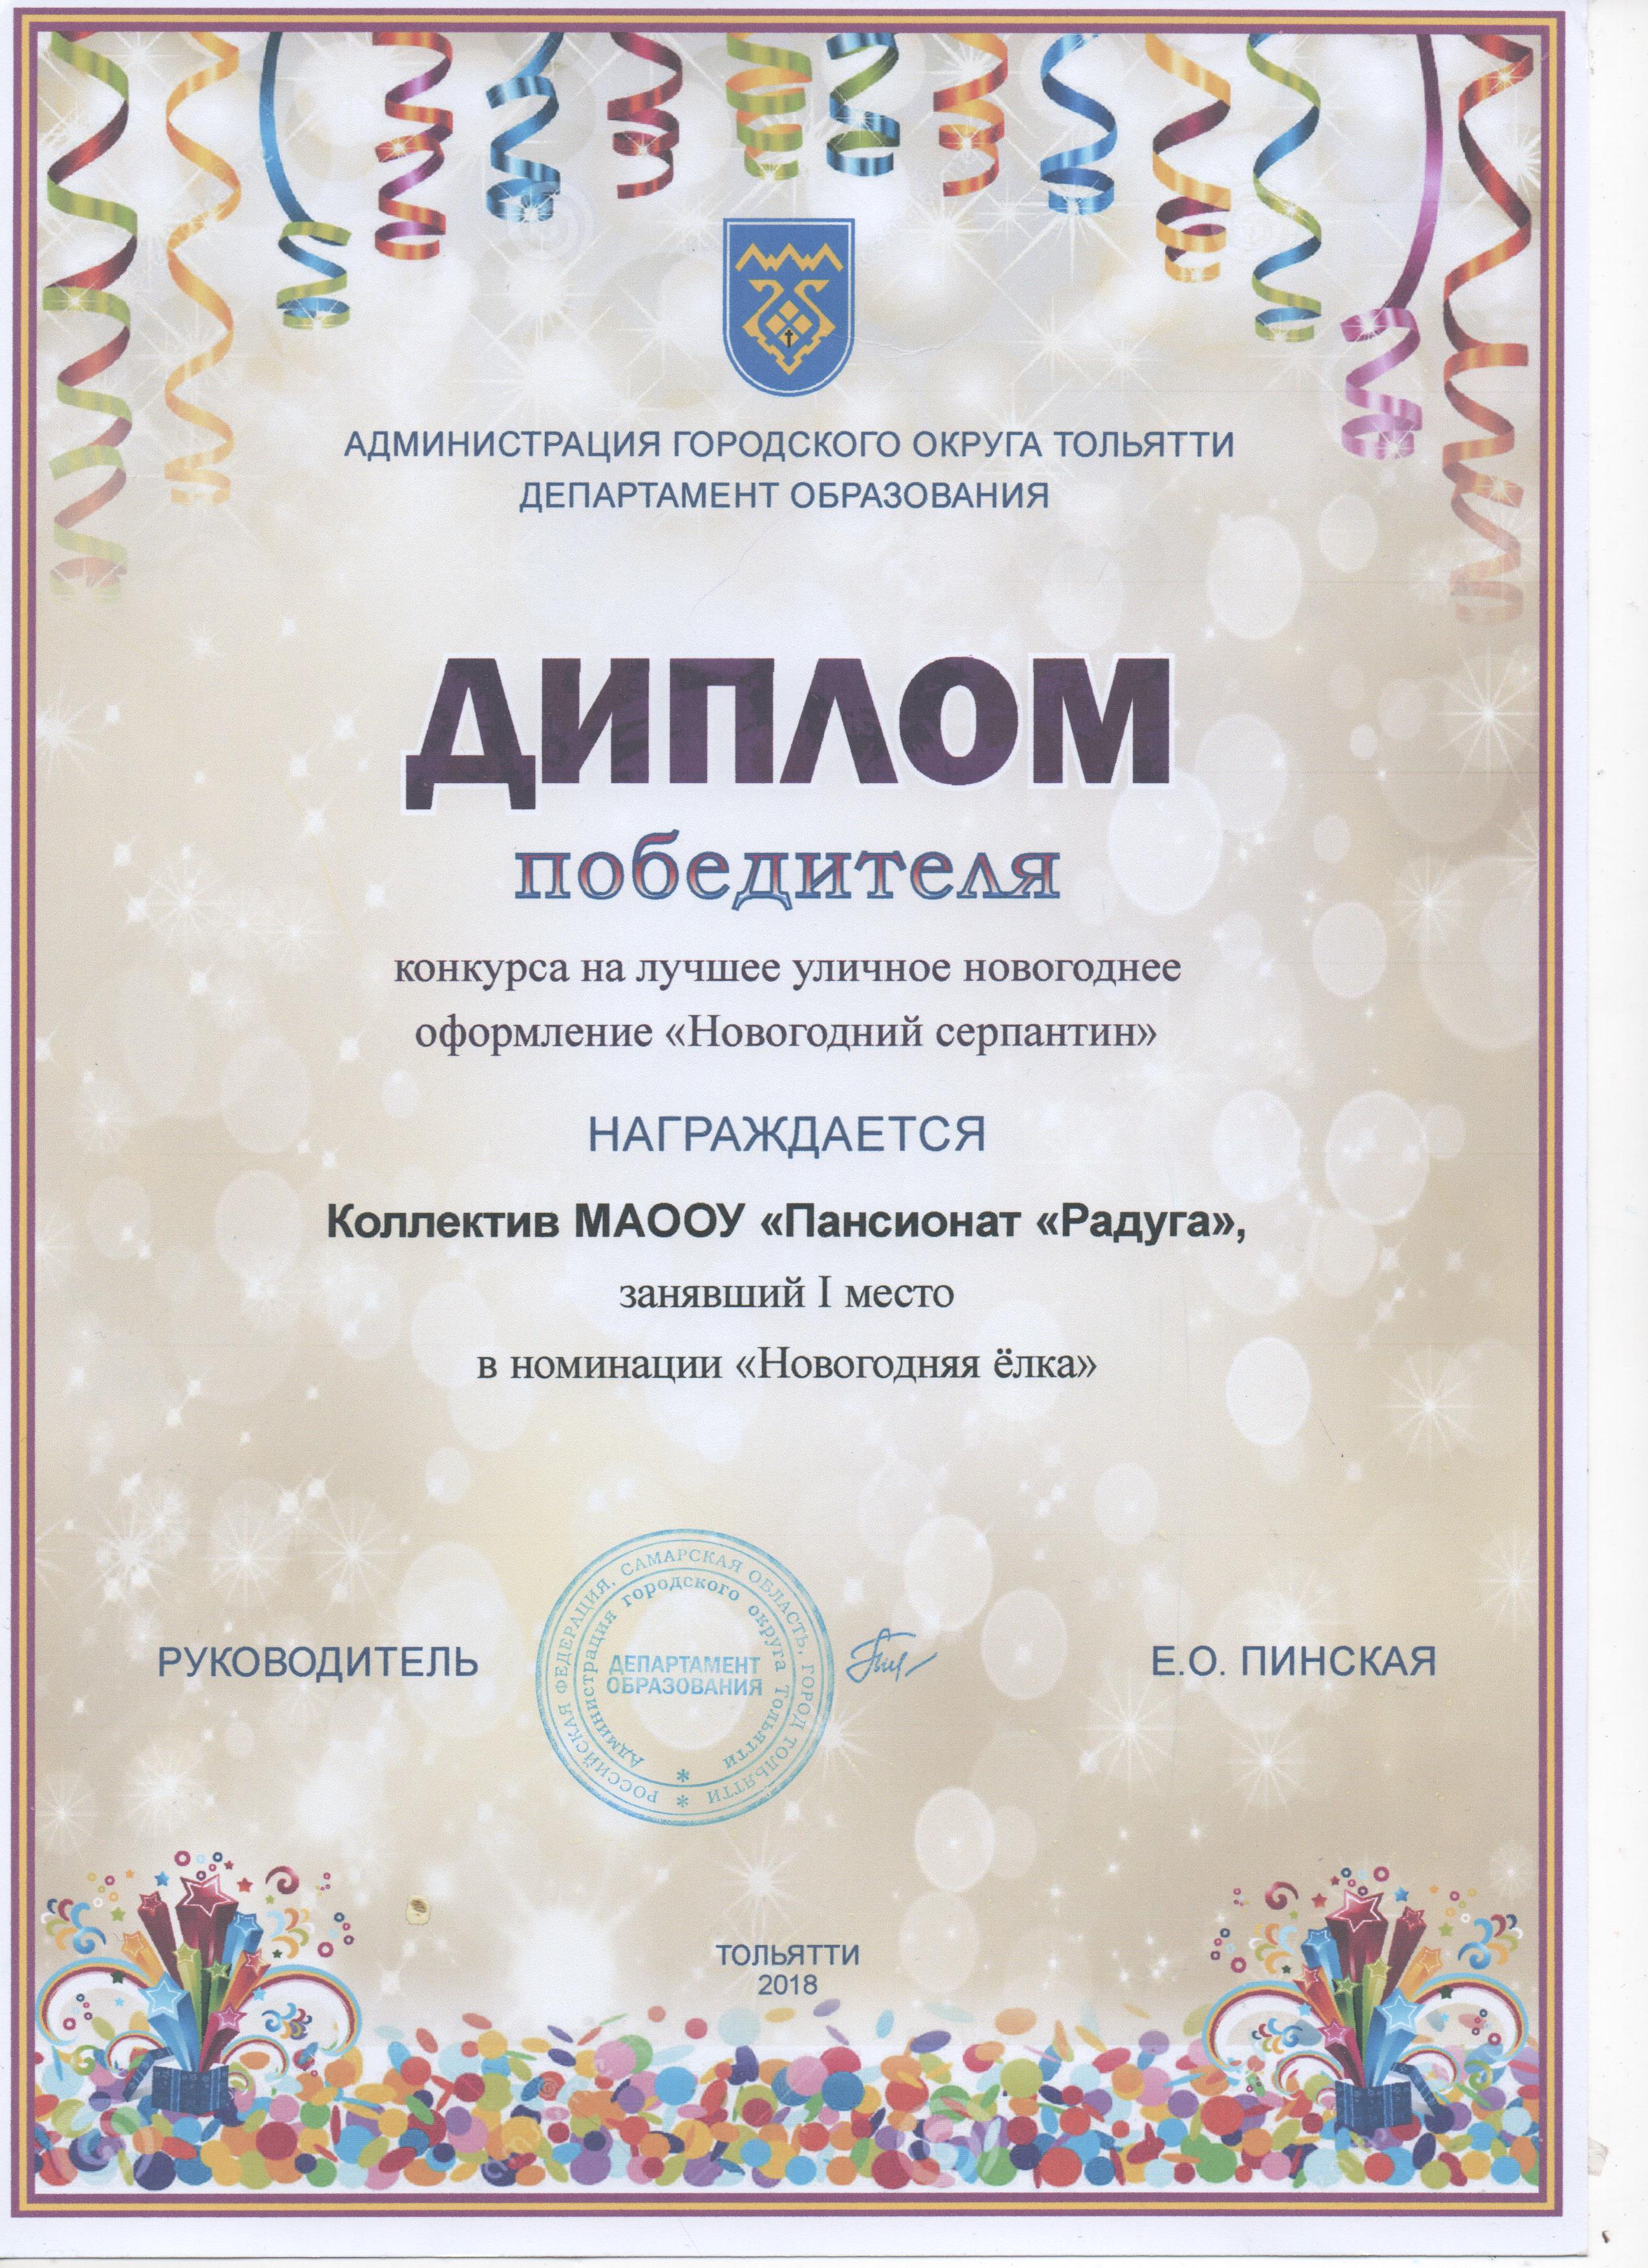 АДМИНИСТРАЦИЯ ГОРОДСКОГО ОКРУГА ТОЛЬЯТТИ
ДЕПАРТАМЕНТ ОБРАЗОВАНИЯ
ДИПЛОМ
победителя
конкурса на лучшее уличное новогоднее
оформление «Новогодний серпантин»
НАГРАЖДАЕТСЯ
Коллектив МАООУ «Пансионат «Радуга»,
занявший I место
в номинации «Новогодняя ёлка»
РУКОВОДИТЕЛЬ
РОССИЙСКАЯ ФЕДЕРАЦИЯ, САМАРСКАЯ ОБЛАСТЬ, ГОРОД ТОЛЬЯТТИ *
Администрация городского округа Тольятти *
ДЕПАРТАМЕНТ
ОБРАЗОВАНИЯ
Е.О. ПИНСКАЯ
ТОЛЬЯТТИ
2018